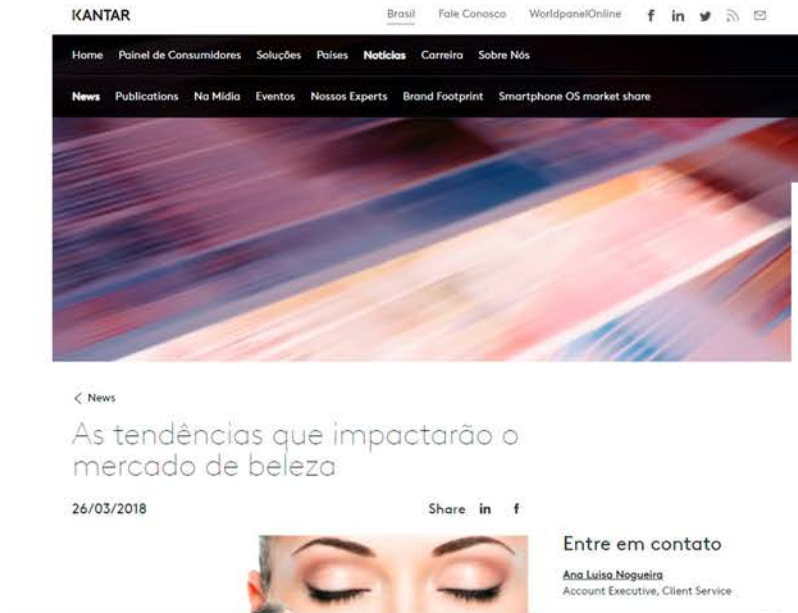 KANTAR
Brasil Fale Conosco WorldpanelOnline
Home Painel de Consumidores Soluções Países Notícias Carreira Sobre Nós
News Publications Na Mídia Eventos Nossos Experts Brand Footprint Smartphone OS market share
< News
As tendências que impactarão o
mercado de beleza
26/03/2018 Share in f
Entre em contato
Ana Luisa Nogueira
Account Executive, Client Service